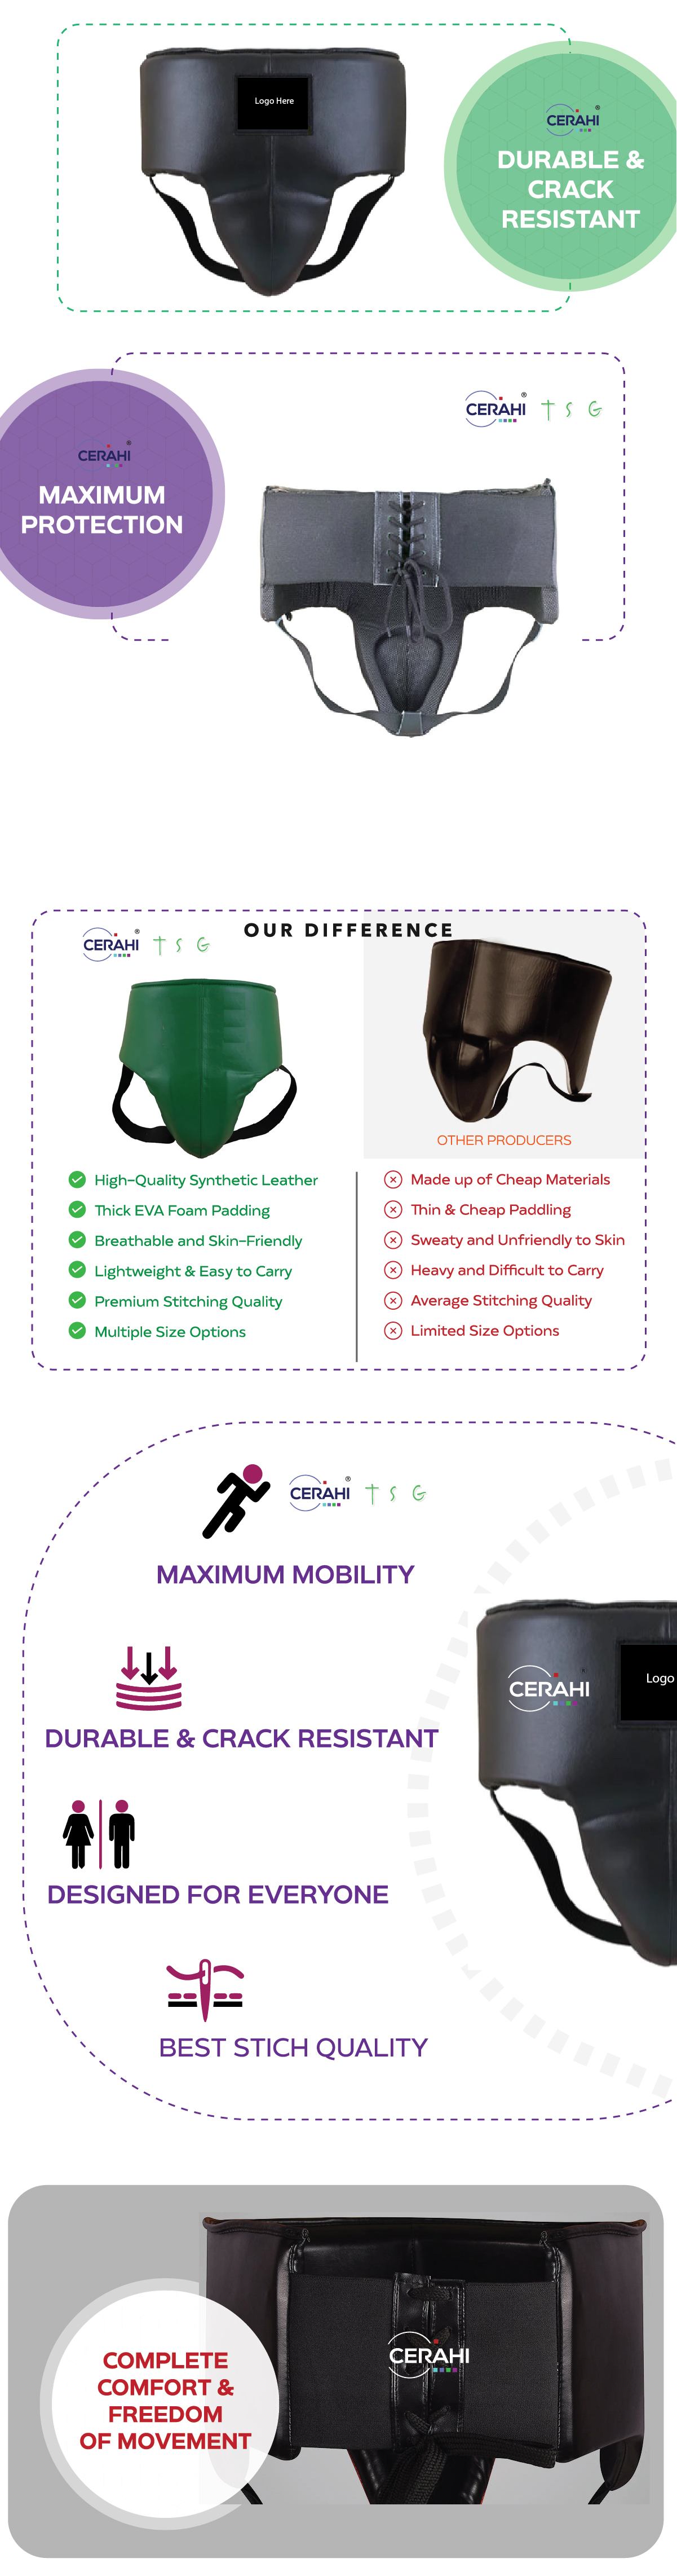 Logo Here
CERAHI ®
DURABLE &
CRACK
RESISTANT
CERAHI ® T S G
CERAHI ®
MAXIMUM
PROTECTION
OUR DIFFERENCE
CERAHI ® T S G
OTHER PRODUCERS
High-Quality Synthetic Leather
Thick EVA Foam Padding
Breathable and Skin-Friendly
Lightweight & Easy to Carry
Premium Stitching Quality
Multiple Size Options
Made up of Cheap Materials
Thin & Cheap Paddling
Sweaty and Unfriendly to Skin
Heavy and Difficult to Carry
Average Stitching Quality
Limited Size Options
CERAHI ® T S G
MAXIMUM MOBILITY
CERAHI
Logo
DURABLE & CRACK RESISTANT
DESIGNED FOR EVERYONE
BEST STICH QUALITY
CERAHI
COMPLETE
COMFORT &
FREEDOM
OF MOVEMENT